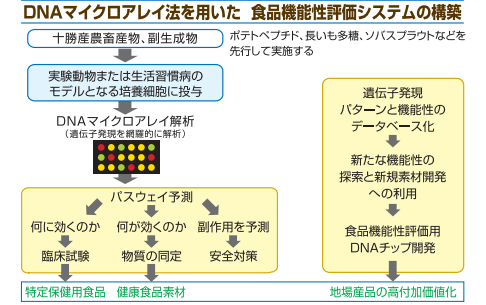 DNAマイクロアレイ法を用いた 食品機能性評価システムの構築
十勝産農畜産物、副生成物
ポテトペプチド、長いも多糖、ソバスプラウトなどを
先行して実施する
実験動物または生活習慣病の
モデルとなる培養細胞に投与
DNAマイクロアレイ解析
（遺伝子発現を網羅的に解析）
パスウェイ予測
何に効くのか 何が効くのか 副作用を予測
臨床試験 物質の同定 安全対策
特定保健用食品 健康食品素材
遺伝子発現
パターンと機能性の
データベース化
新たな機能性の
探索と新規素材開発
への利用
食品機能性評価用
DNAチップ開発
地場産品の高付加価値化